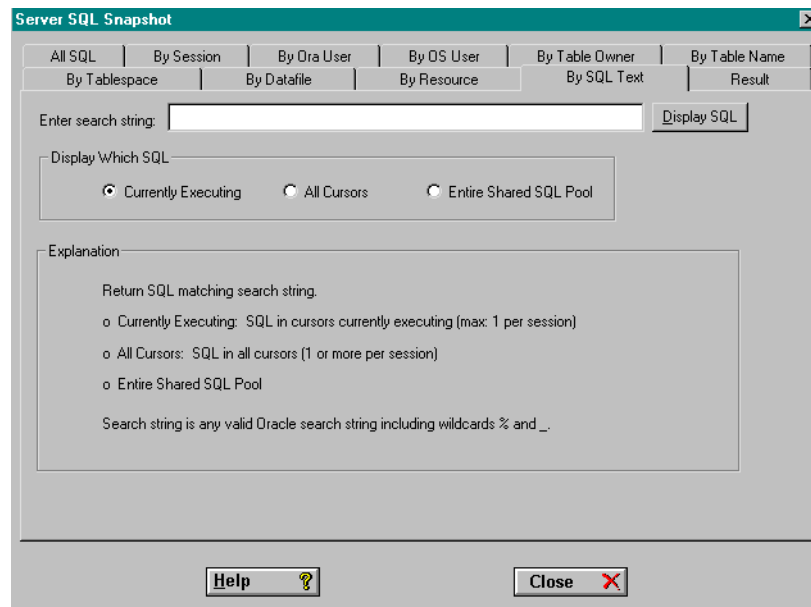 Server SQL Snapshot
All SQL By Session By Ora User By OS User By Table Owner By Table Name
By Tablespace By Datafile By Resource By SQL Text Result
Enter search string: Display SQL
Display Which SQL
Currently Executing All Cursors Entire Shared SQL Pool
Explanation
Return SQL matching search string.
o Currently Executing: SQL in cursors currently executing (max: 1 per session)
o All Cursors: SQL in all cursors (1 or more per session)
o Entire Shared SQL Pool
Search string is any valid Oracle search string including wildcards % and _.
Help ? Close